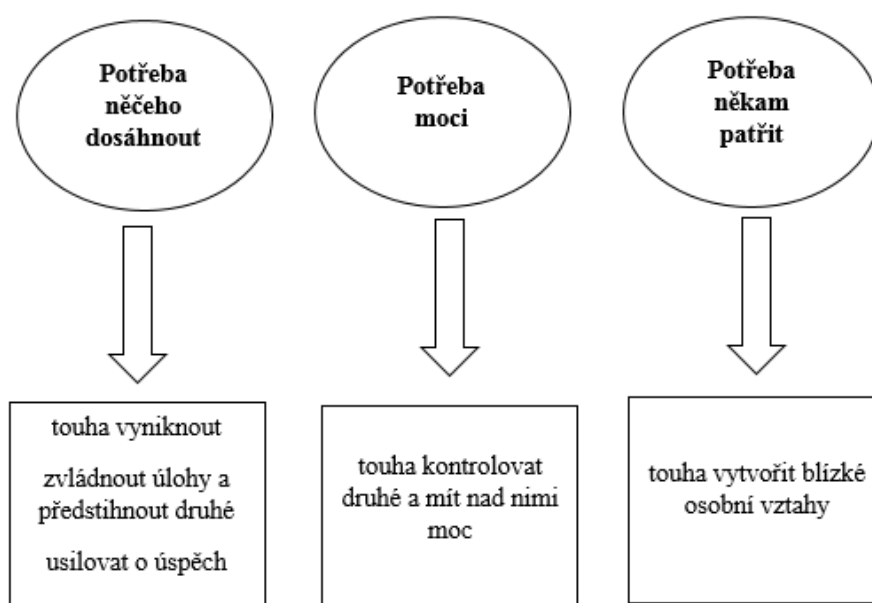 Potřeba
něčeho
dosáhnout
Potřeba
moci
Potřeba
někam
patřit
touha vyniknout
zvládnout úlohy a
předstihnout druhé
usilovat o úspěch
touha kontrolovat
druhé a mít nad nimi
moc
touha vytvořit blízké
osobní vztahy